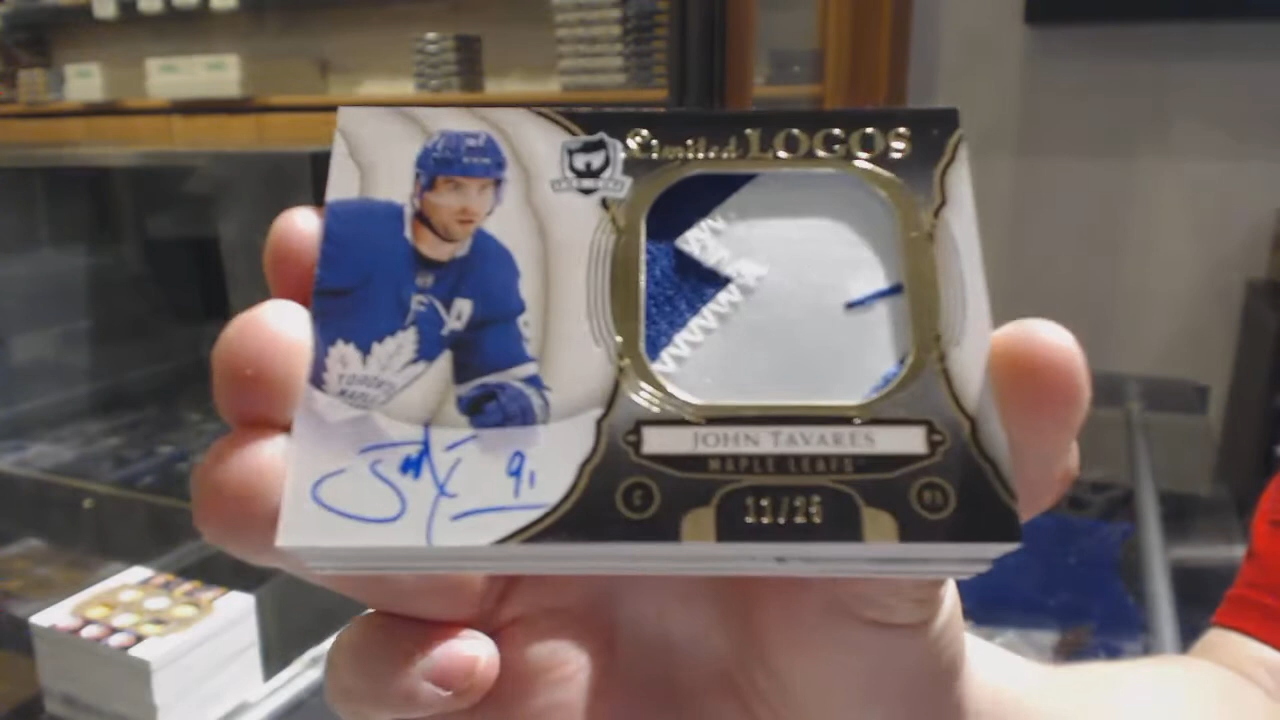 Limited LOGOS
TORONTO
MAPLE
91
JOHN TAVARES
MAPLE LEAFS
C
91
11/25